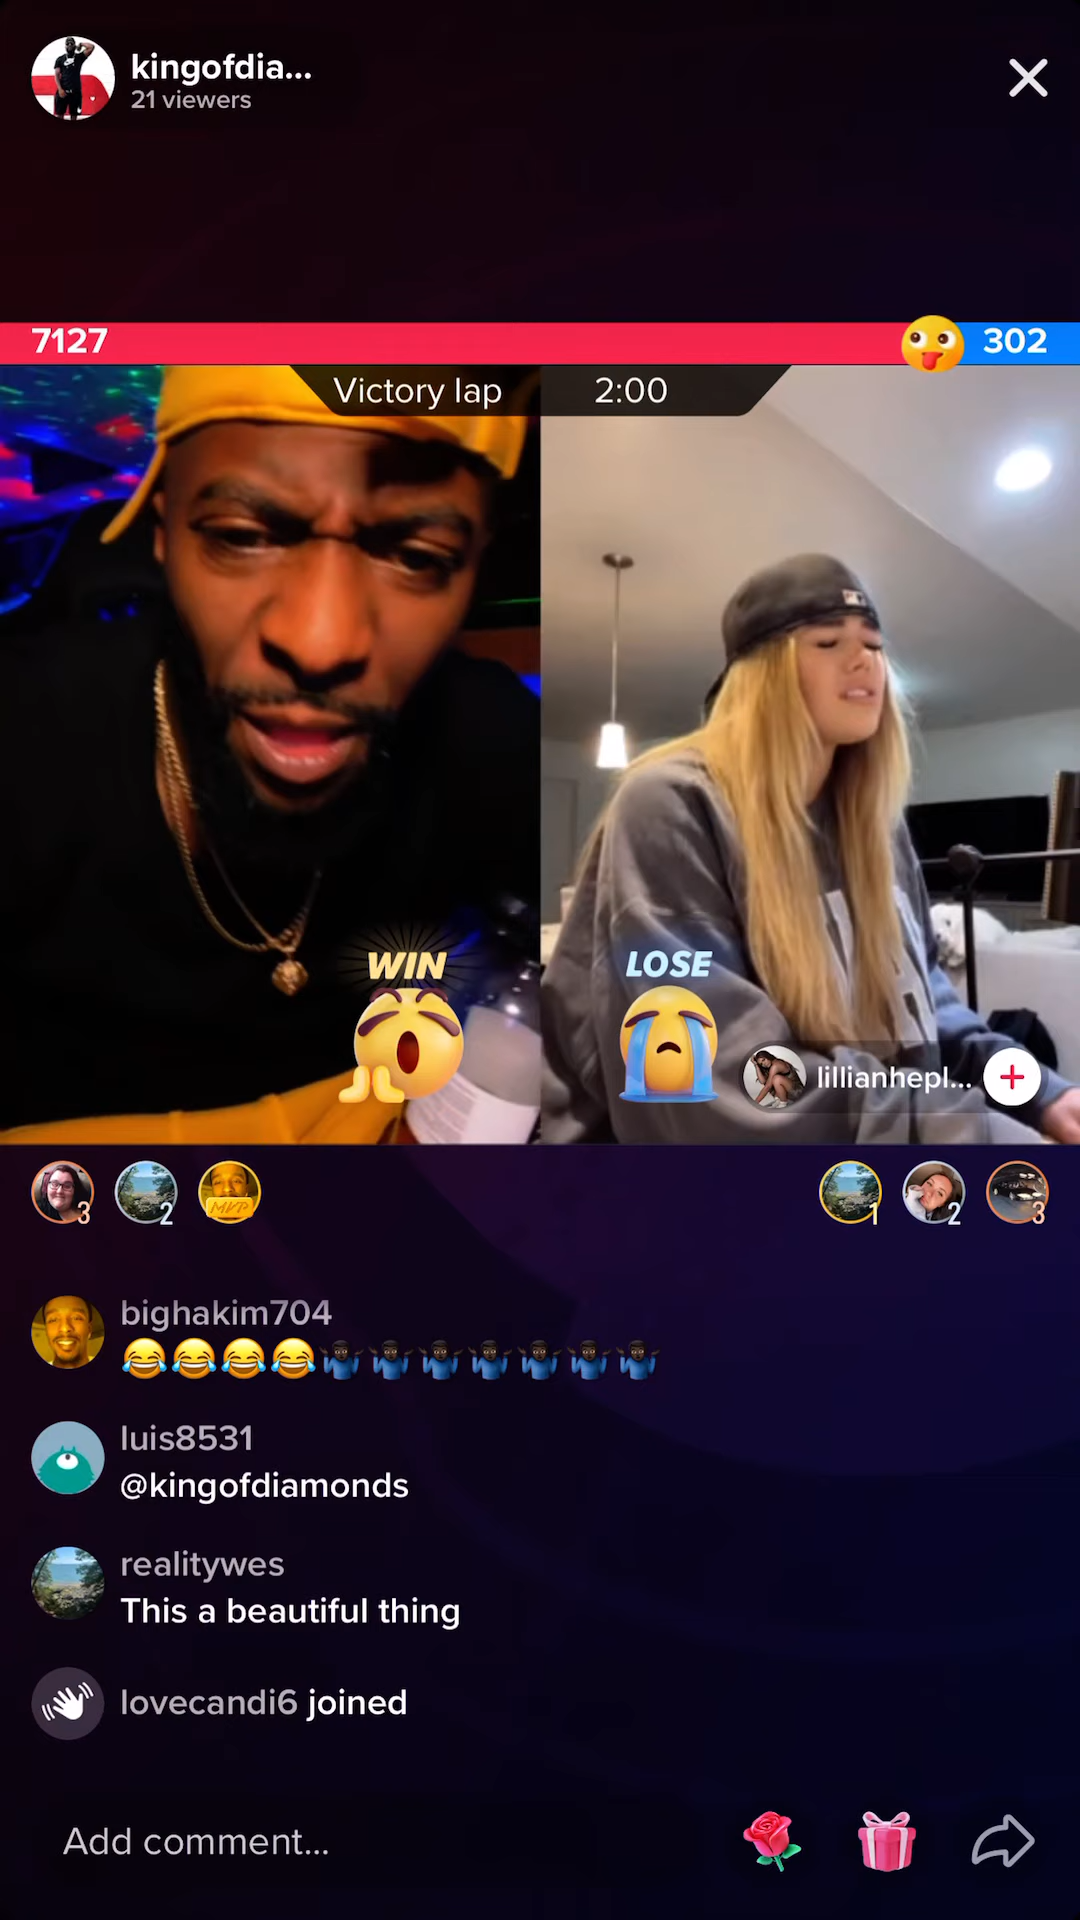 kingofdia...
21 viewers
7127
302
Victory lap
2:00
WIN
LOSE
lillianhepl...
3
2
MVP
1
2
3
bighakim704
😂😂😂😂🤷🏿‍♂️🤷🏿‍♂️🤷🏿‍♂️🤷🏿‍♂️🤷🏿‍♂️🤷🏿‍♂️🤷🏿‍♂️
luis8531
@kingofdiamonds
realitywes
This a beautiful thing
lovecandi6 joined
Add comment...